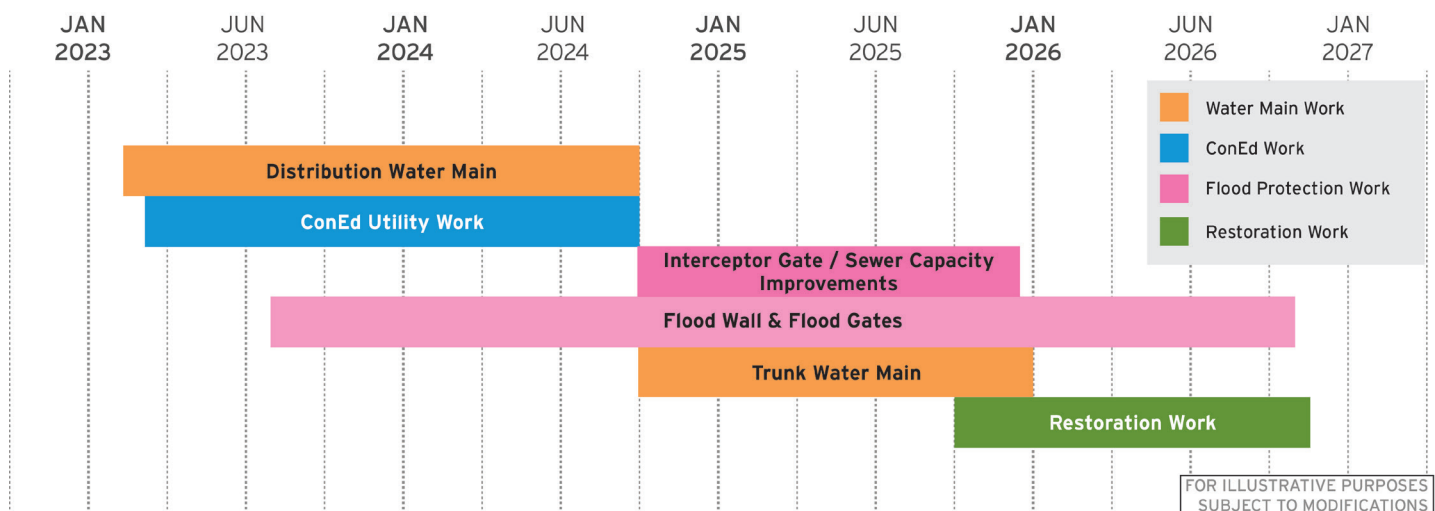 JAN JUN JAN JUN JAN JUN JAN JUN JAN
2023 2023 2024 2024 2025 2025 2026 2026 2027
Water Main Work
ConEd Work
Flood Protection Work
Restoration Work
Distribution Water Main
ConEd Utility Work
Interceptor Gate / Sewer Capacity
Improvements
Flood Wall & Flood Gates
Trunk Water Main
Restoration Work
FOR ILLUSTRATIVE PURPOSES
SUBJECT TO MODIFICATIONS